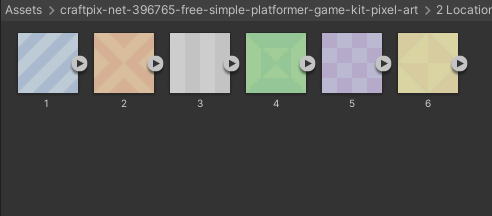 Assets > craftpix-net-396765-free-simple-platformer-game-kit-pixel-art > 2 Location
1 2 3 4 5 6